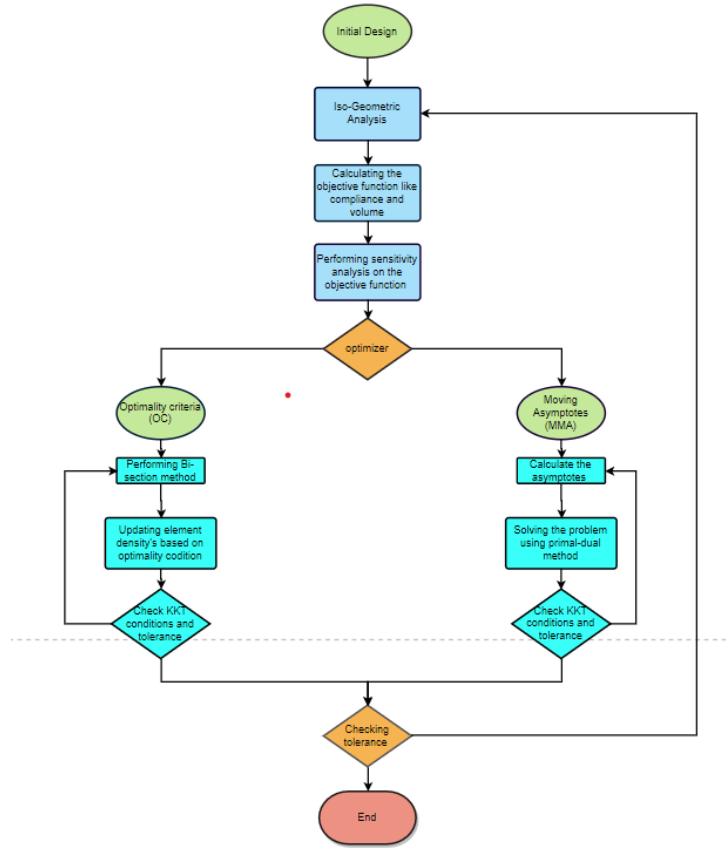 Initial Design
Iso-Geometric
Analysis
Calculating the
objective function like
compliance and
volume
Performing sensitivity
analysis on the
objective function
optimizer
Optimality criteria
(OC)
Performing Bi-
section method
Updating element
density's based on
optimality codition
Check KKT
conditions and
tolerance
Moving
Asymptotes
(MMA)
Calculate the
asymptotes
Solving the problem
using primal-dual
method
Check KKT
conditions and
tolerance
Checking
tolerance
End